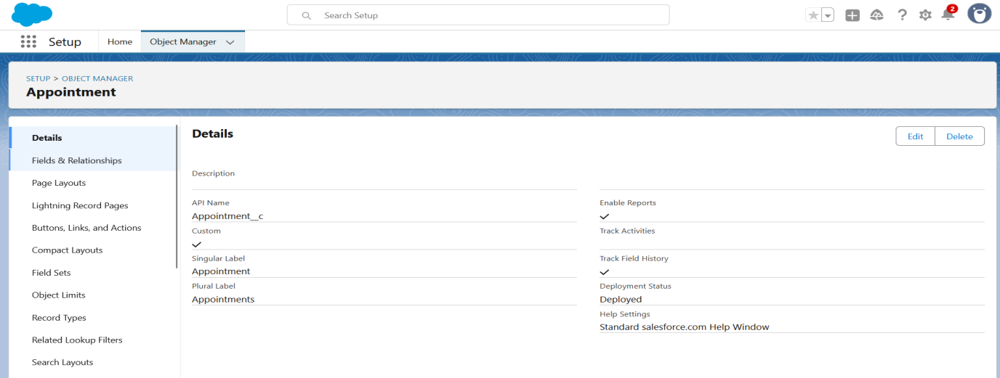 Search Setup
2
Setup Home Object Manager
SETUP > OBJECT MANAGER
Appointment
Details
Fields & Relationships
Page Layouts
Lightning Record Pages
Buttons, Links, and Actions
Compact Layouts
Field Sets
Object Limits
Record Types
Related Lookup Filters
Search Layouts
Details
Edit Delete
Description
API Name
Appointment__c
Custom
Singular Label
Appointment
Plural Label
Appointments
Enable Reports
Track Activities
Track Field History
Deployment Status
Deployed
Help Settings
Standard salesforce.com Help Window